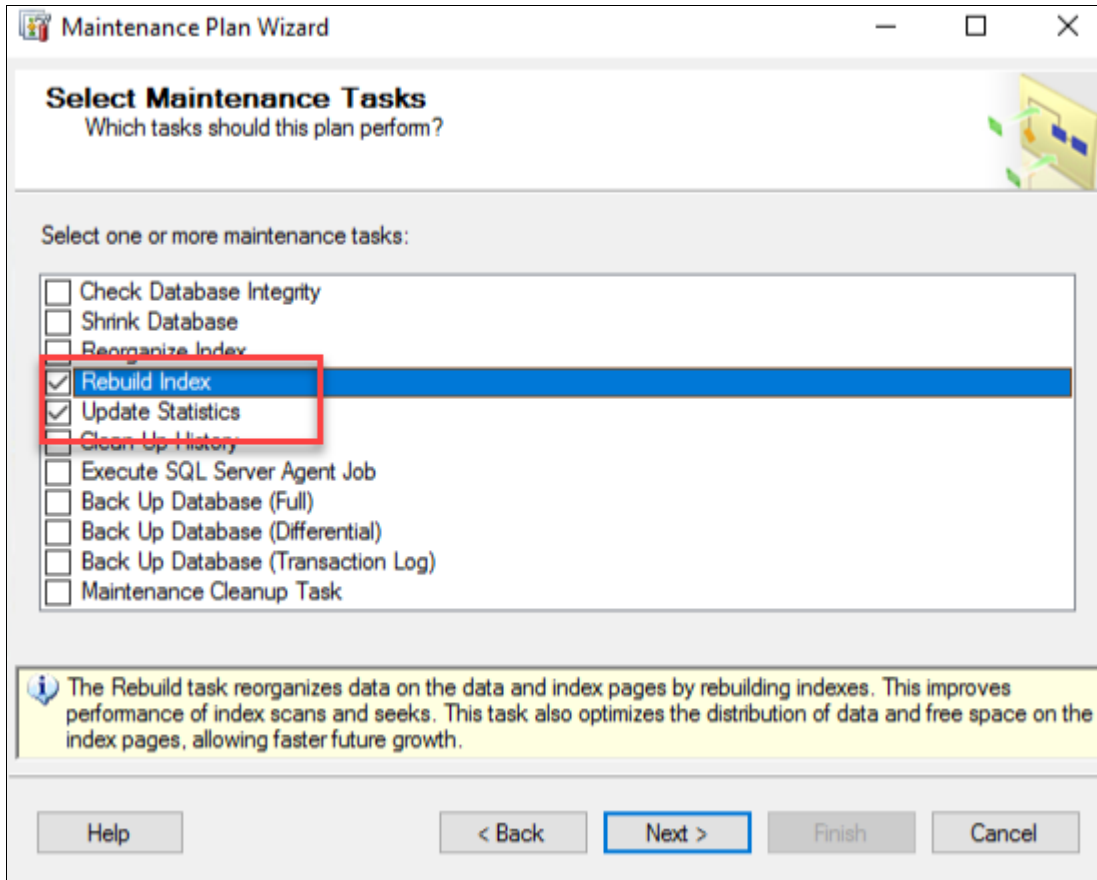 Maintenance Plan Wizard
Select Maintenance Tasks
Which tasks should this plan perform?
Select one or more maintenance tasks:
Check Database Integrity
Shrink Database
Reorganize Index
Rebuild Index
Update Statistics
Clean Up History
Execute SQL Server Agent Job
Back Up Database (Full)
Back Up Database (Differential)
Back Up Database (Transaction Log)
Maintenance Cleanup Task
The Rebuild task reorganizes data on the data and index pages by rebuilding indexes. This improves
performance of index scans and seeks. This task also optimizes the distribution of data and free space on the
index pages, allowing faster future growth.
Help
< Back
Next >
Finish
Cancel